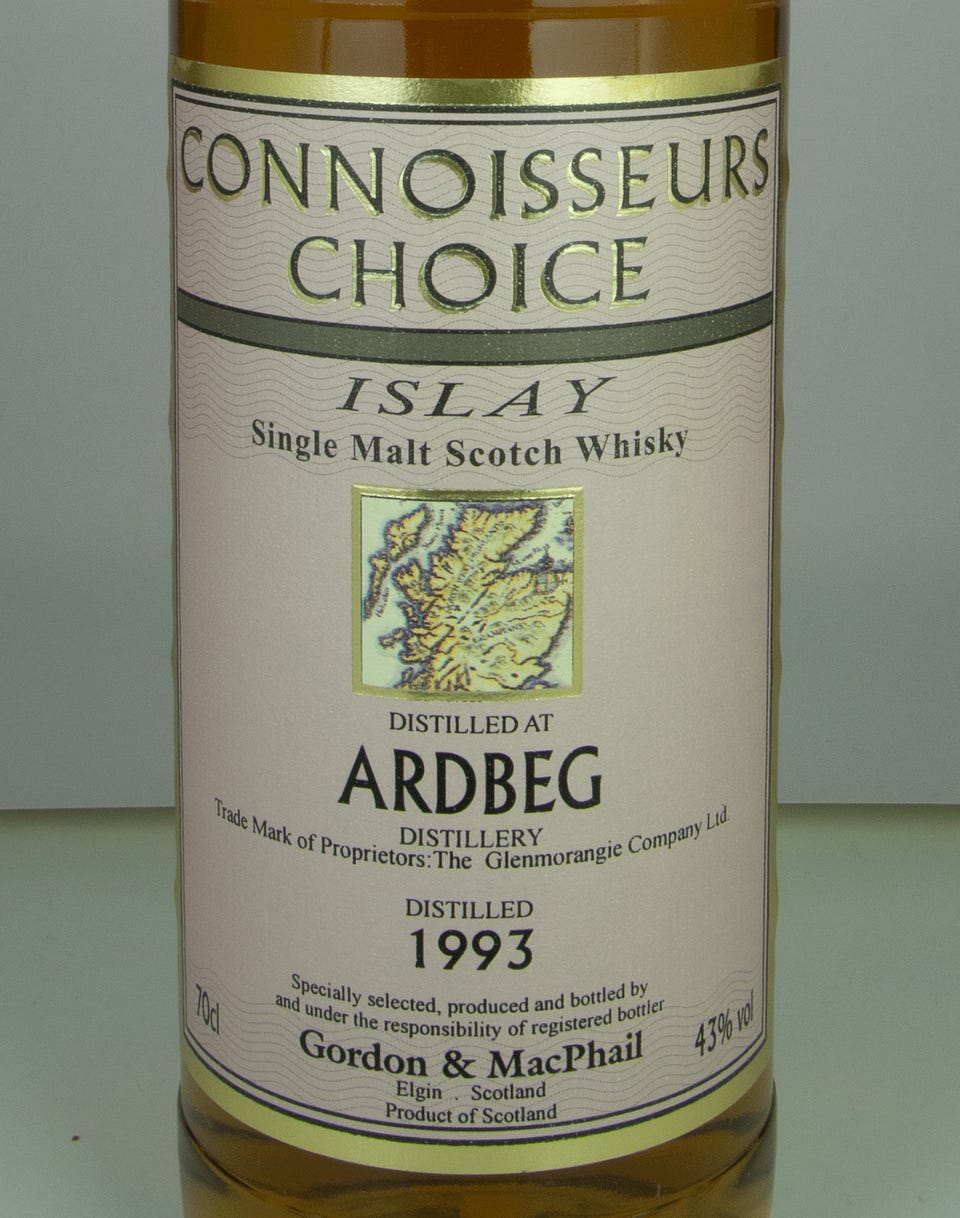 CONNOISSEURS
CHOICE
ISLAY
Single Malt Scotch Whisky
DISTILLED AT
ARDBEG
DISTILLERY
Trade Mark of Proprietors:The Glenmorangie Company Ltd.
DISTILLED
1993
Specially selected, produced and bottled by
and under the responsibility of registered bottler
70cl
43% vol
Gordon & MacPhail
Elgin . Scotland
Product of Scotland